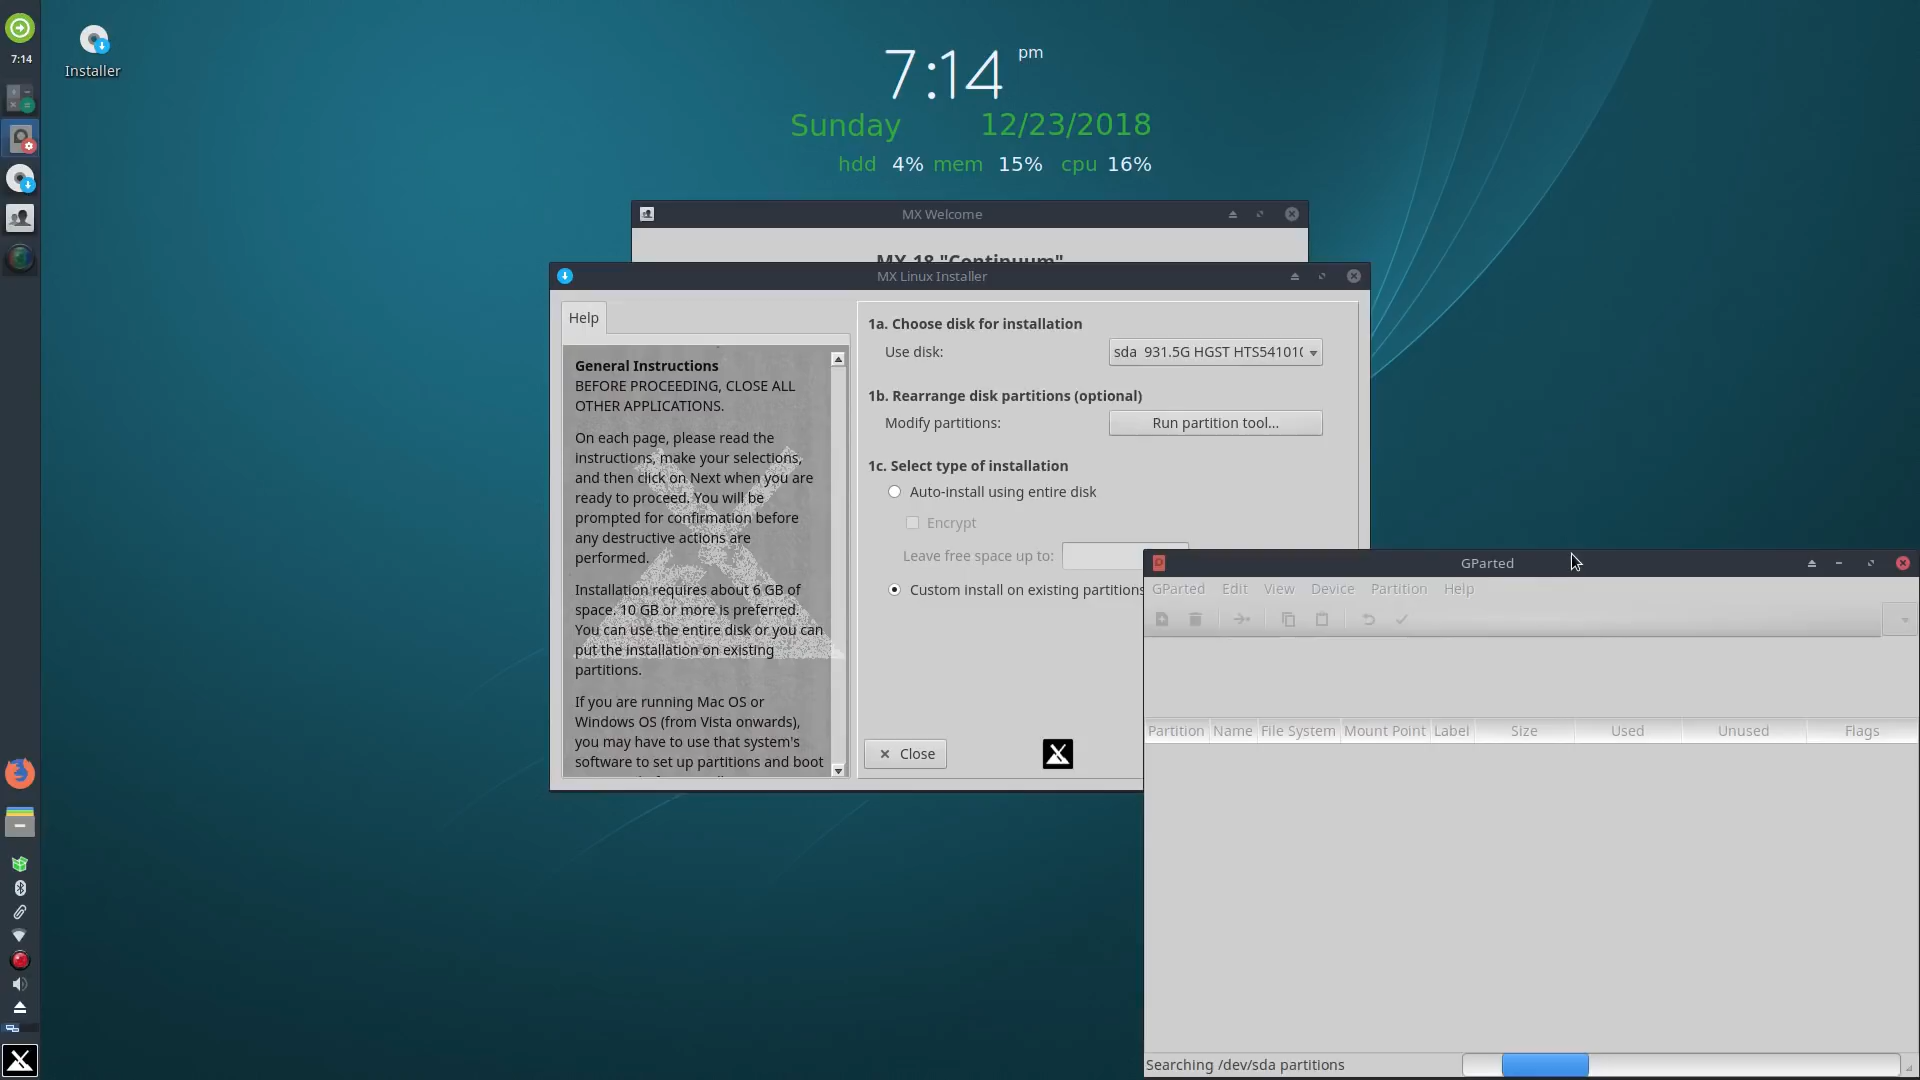 7:14
Installer
7:14 pm
Sunday 12/23/2018
hdd 4% mem 15% cpu 16%
MX Welcome
MX-18 "Continuum"
MX Linux Installer
Help
General Instructions
BEFORE PROCEEDING, CLOSE ALL
OTHER APPLICATIONS.
On each page, please read the
instructions, make your selections,
and then click on Next when you are
ready to proceed. You will be
prompted for confirmation before
any destructive actions are
performed.
Installation requires about 6 GB of
space. 10 GB or more is preferred.
You can use the entire disk or you can
put the installation on existing
partitions.
If you are running Mac OS or
Windows OS (from Vista onwards),
you may have to use that system's
software to set up partitions and boot
1a. Choose disk for installation
Use disk: sda 931.5G HGST HTS54101(
1b. Rearrange disk partitions (optional)
Modify partitions: Run partition tool...
1c. Select type of installation
Auto-install using entire disk
Encrypt
Leave free space up to:
Custom install on existing partitions
Close
GParted
GParted Edit View Device Partition Help
Partition Name File System Mount Point Label Size Used Unused Flags
Searching /dev/sda partitions